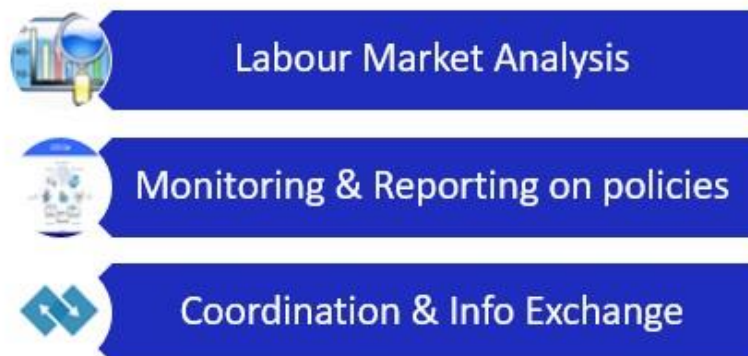 Labour Market Analysis
Monitoring & Reporting on policies
Coordination & Info Exchange